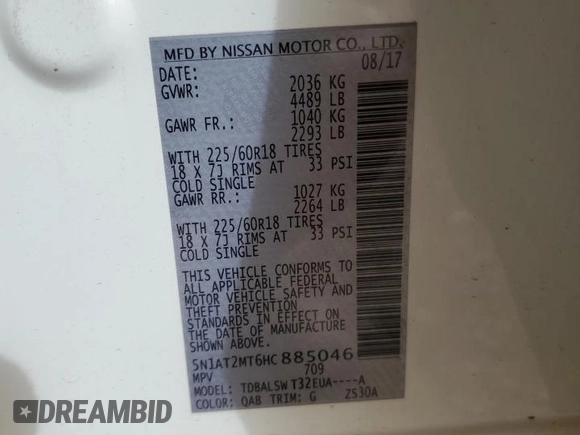 MFD BY NISSAN MOTOR CO., LTD.
DATE: 08/17
GVWR: 2036 KG
4489 LB
GAWR FR.: 1040 KG
2293 LB
WITH 225/60R18 TIRES
18 X 7J RIMS AT 33 PSI
COLD SINGLE
GAWR RR.: 1027 KG
2264 LB
WITH 225/60R18 TIRES
18 X 7J RIMS AT 33 PSI
COLD SINGLE
THIS VEHICLE CONFORMS TO
ALL APPLICABLE FEDERAL
MOTOR VEHICLE SAFETY AND
THEFT PREVENTION
STANDARDS IN EFFECT ON
THE DATE OF MANUFACTURE
SHOWN ABOVE.
5N1AT2MT6HC885046
MPV 709
MODEL: TDBALSW T32EUA----A
COLOR: QAB TRIM: G ZS30A
DREAMBID